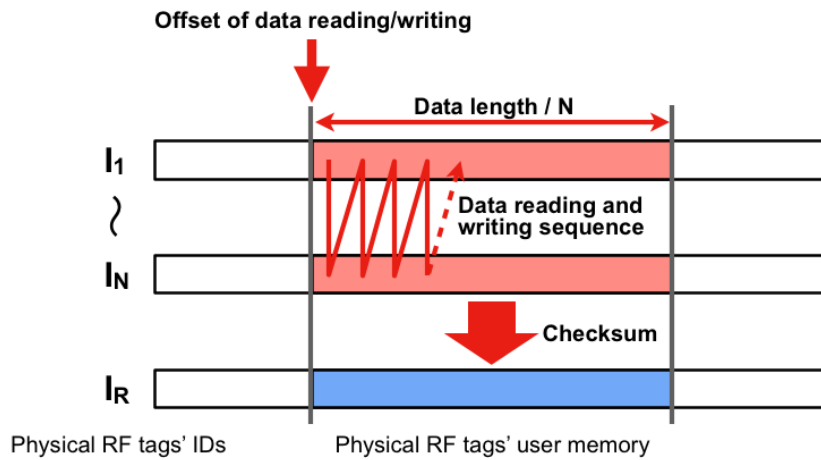 Offset of data reading/writing
Data length / N
I1
Data reading and
writing sequence
IN
Checksum
IR
Physical RF tags' IDs
Physical RF tags' user memory